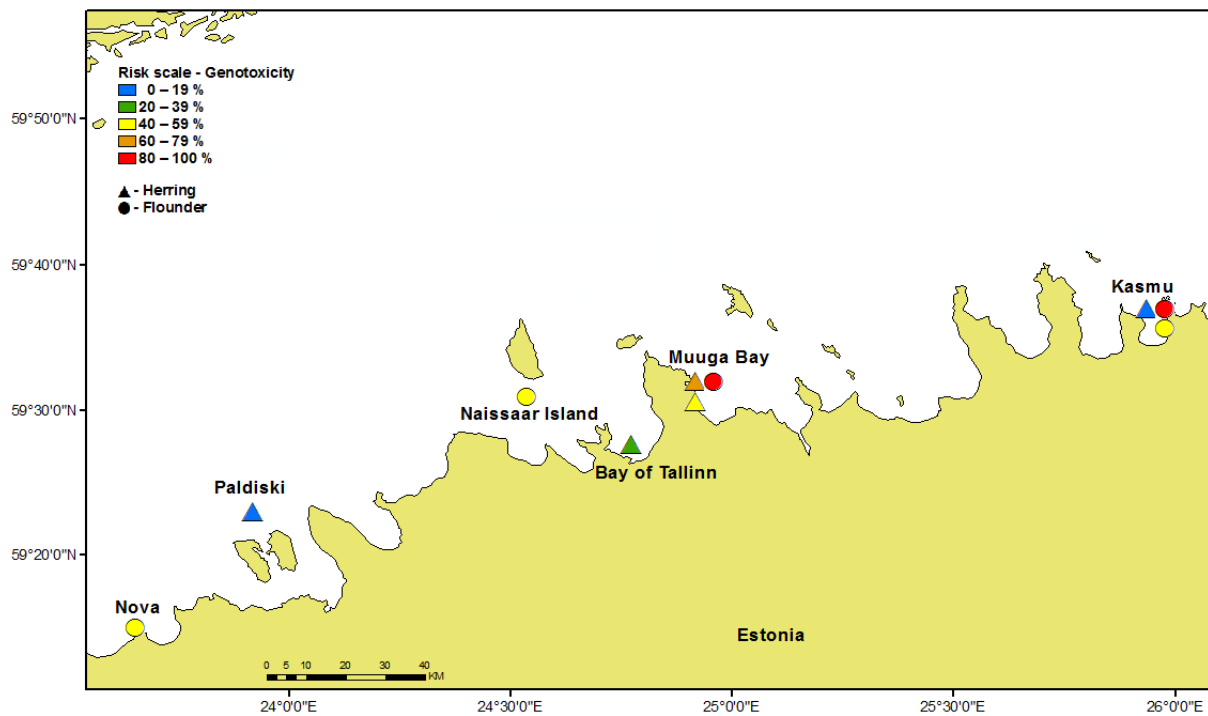 Risk scale - Genotoxicity
0 – 19 %
20 – 39 %
40 – 59 %
60 – 79 %
80 – 100 %
- Herring
- Flounder
59°50'0"N
59°40'0"N
59°30'0"N
59°20'0"N
Kasmu
Muuga Bay
Naissaar Island
Bay of Tallinn
Paldiski
Nova
Estonia
0 5 10 20 30 40
KM
24°0'0"E 24°30'0"E 25°0'0"E 25°30'0"E 26°0'0"E